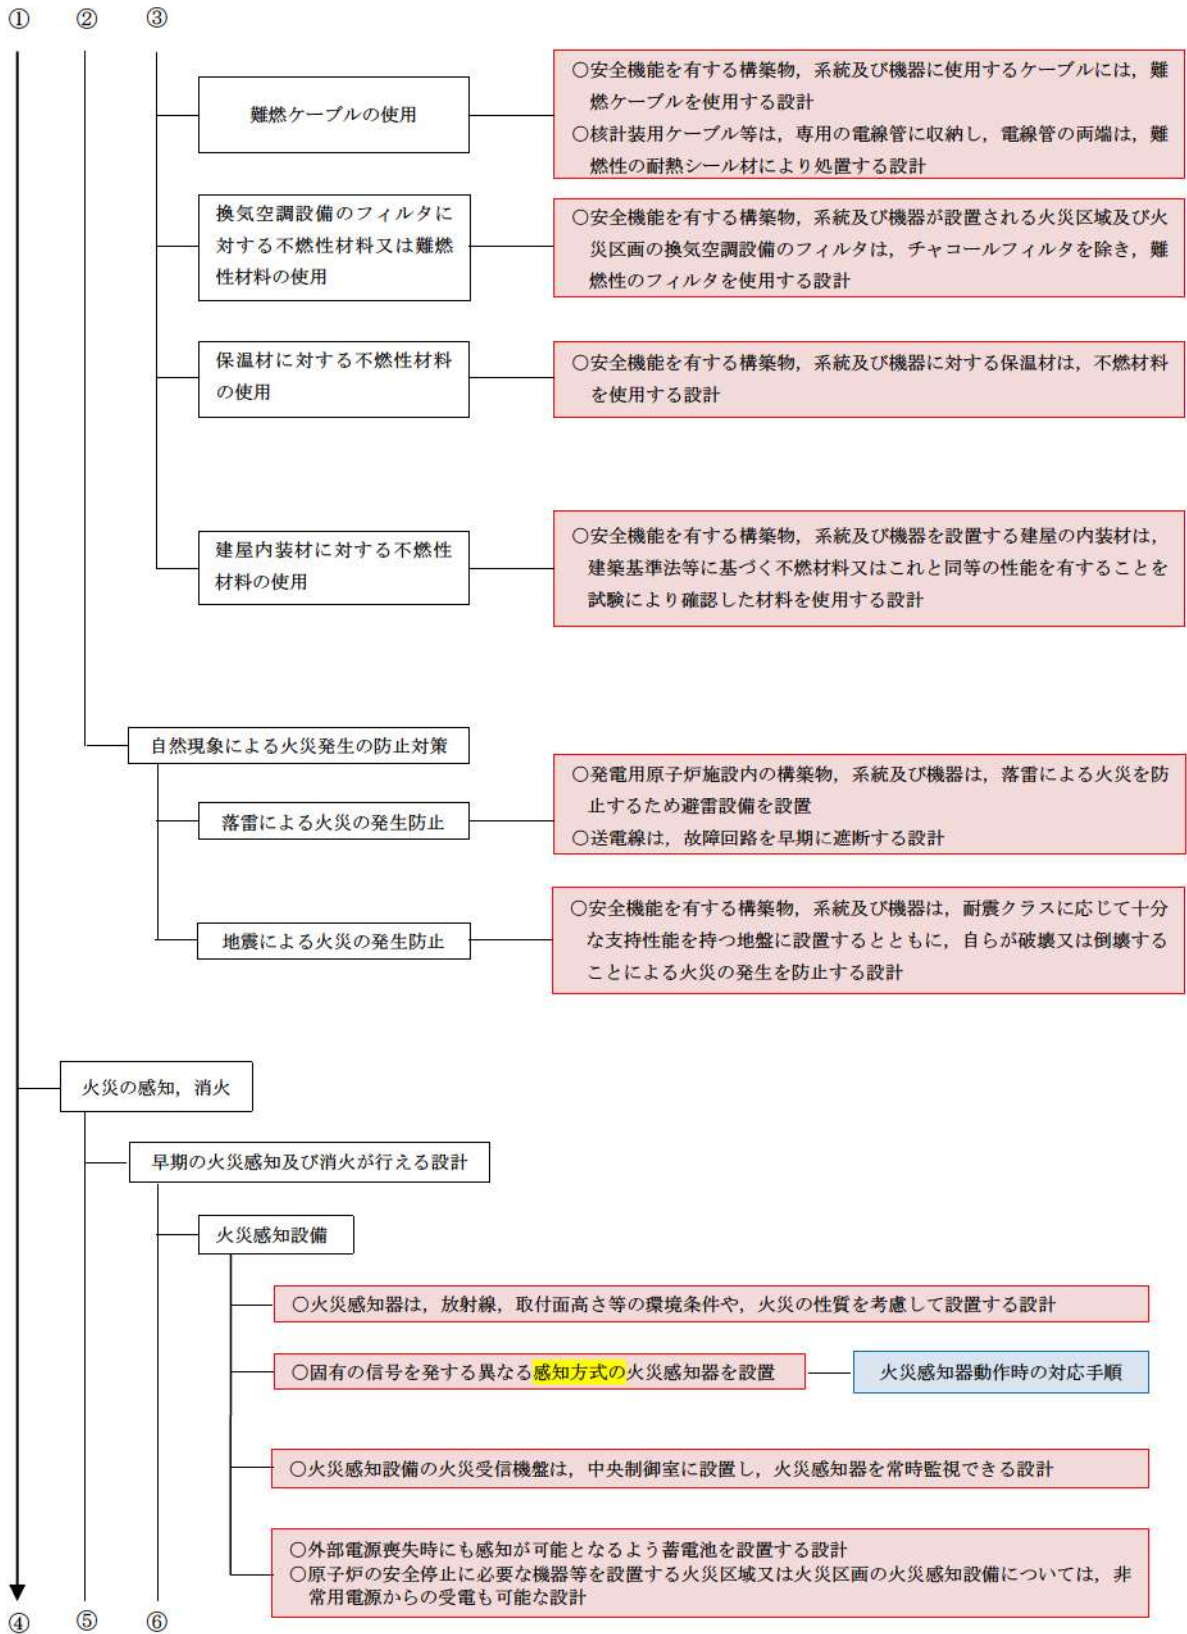 ① ② ③
難燃ケーブルの使用
○安全機能を有する構築物，系統及び機器に使用するケーブルには，難
燃ケーブルを使用する設計
○核計装用ケーブル等は，専用の電線管に収納し，電線管の両端は，難
燃性の耐熱シール材により処置する設計
換気空調設備のフィルタに
対する不燃性材料又は難燃
性材料の使用
○安全機能を有する構築物，系統及び機器が設置される火災区域及び火
災区画の換気空調設備のフィルタは，チャコールフィルタを除き，難
燃性のフィルタを使用する設計
保温材に対する不燃性材料
の使用
○安全機能を有する構築物，系統及び機器に対する保温材は，不燃材料
を使用する設計
建屋内装材に対する不燃性
材料の使用
○安全機能を有する構築物，系統及び機器を設置する建屋の内装材は，
建築基準法等に基づく不燃材料又はこれと同等の性能を有することを
試験により確認した材料を使用する設計
自然現象による火災発生の防止対策
落雷による火災の発生防止
○発電用原子炉施設内の構築物，系統及び機器は，落雷による火災を防
止するため避雷設備を設置
○送電線は，故障回路を早期に遮断する設計
地震による火災の発生防止
○安全機能を有する構築物，系統及び機器は，耐震クラスに応じて十分
な支持性能を持つ地盤に設置するとともに，自らが破壊又は倒壊する
ことによる火災の発生を防止する設計
火災の感知，消火
早期の火災感知及び消火が行える設計
火災感知設備
○火災感知器は，放射線，取付面高さ等の環境条件や，火災の性質を考慮して設置する設計
○固有の信号を発する異なる感知方式の火災感知器を設置
火災感知器動作時の対応手順
○火災感知設備の火災受信機盤は，中央制御室に設置し，火災感知器を常時監視できる設計
○外部電源喪失時にも感知が可能となるよう蓄電池を設置する設計
○原子炉の安全停止に必要な機器等を設置する火災区域又は火災区画の火災感知設備については，非
常用電源からの受電も可能な設計
④ ⑤ ⑥